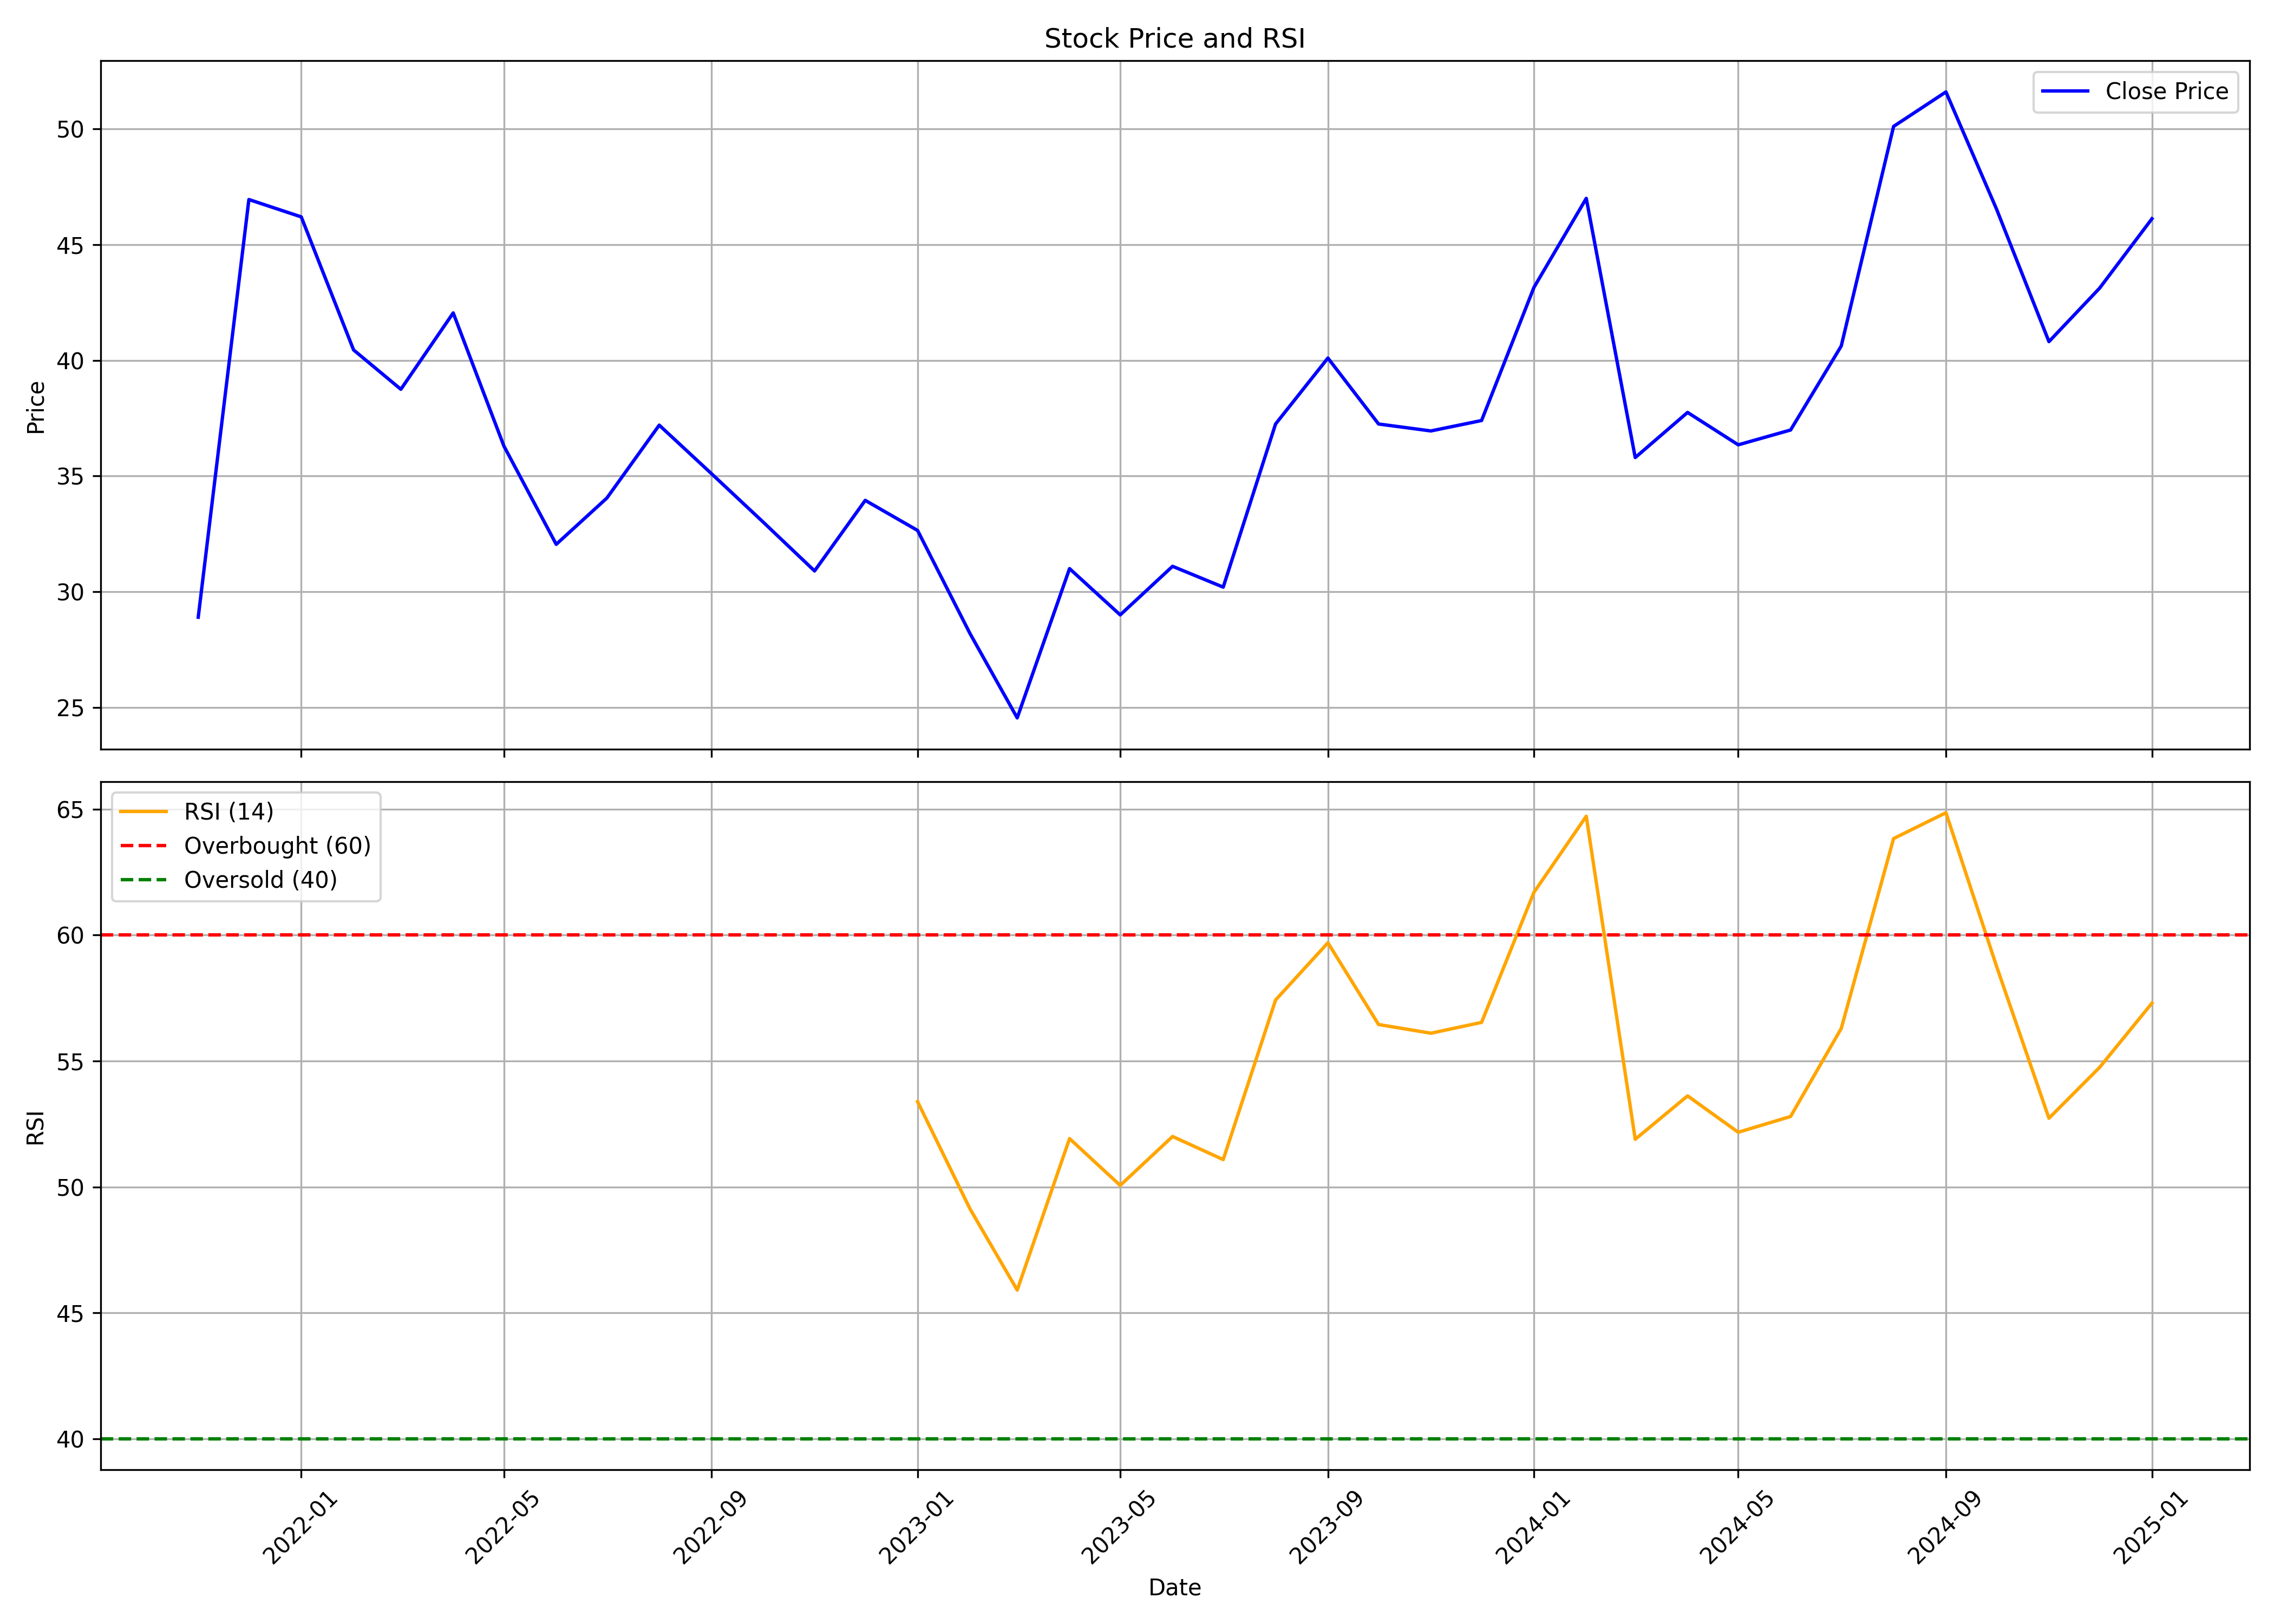 Stock Price and RSI
Close Price
Price
50
45
40
35
30
25
RSI (14)
Overbought (60)
Oversold (40)
RSI
65
60
55
50
45
40
2022-01
2022-05
2022-09
2023-01
2023-05
2023-09
2024-01
2024-05
2024-09
2025-01
Date